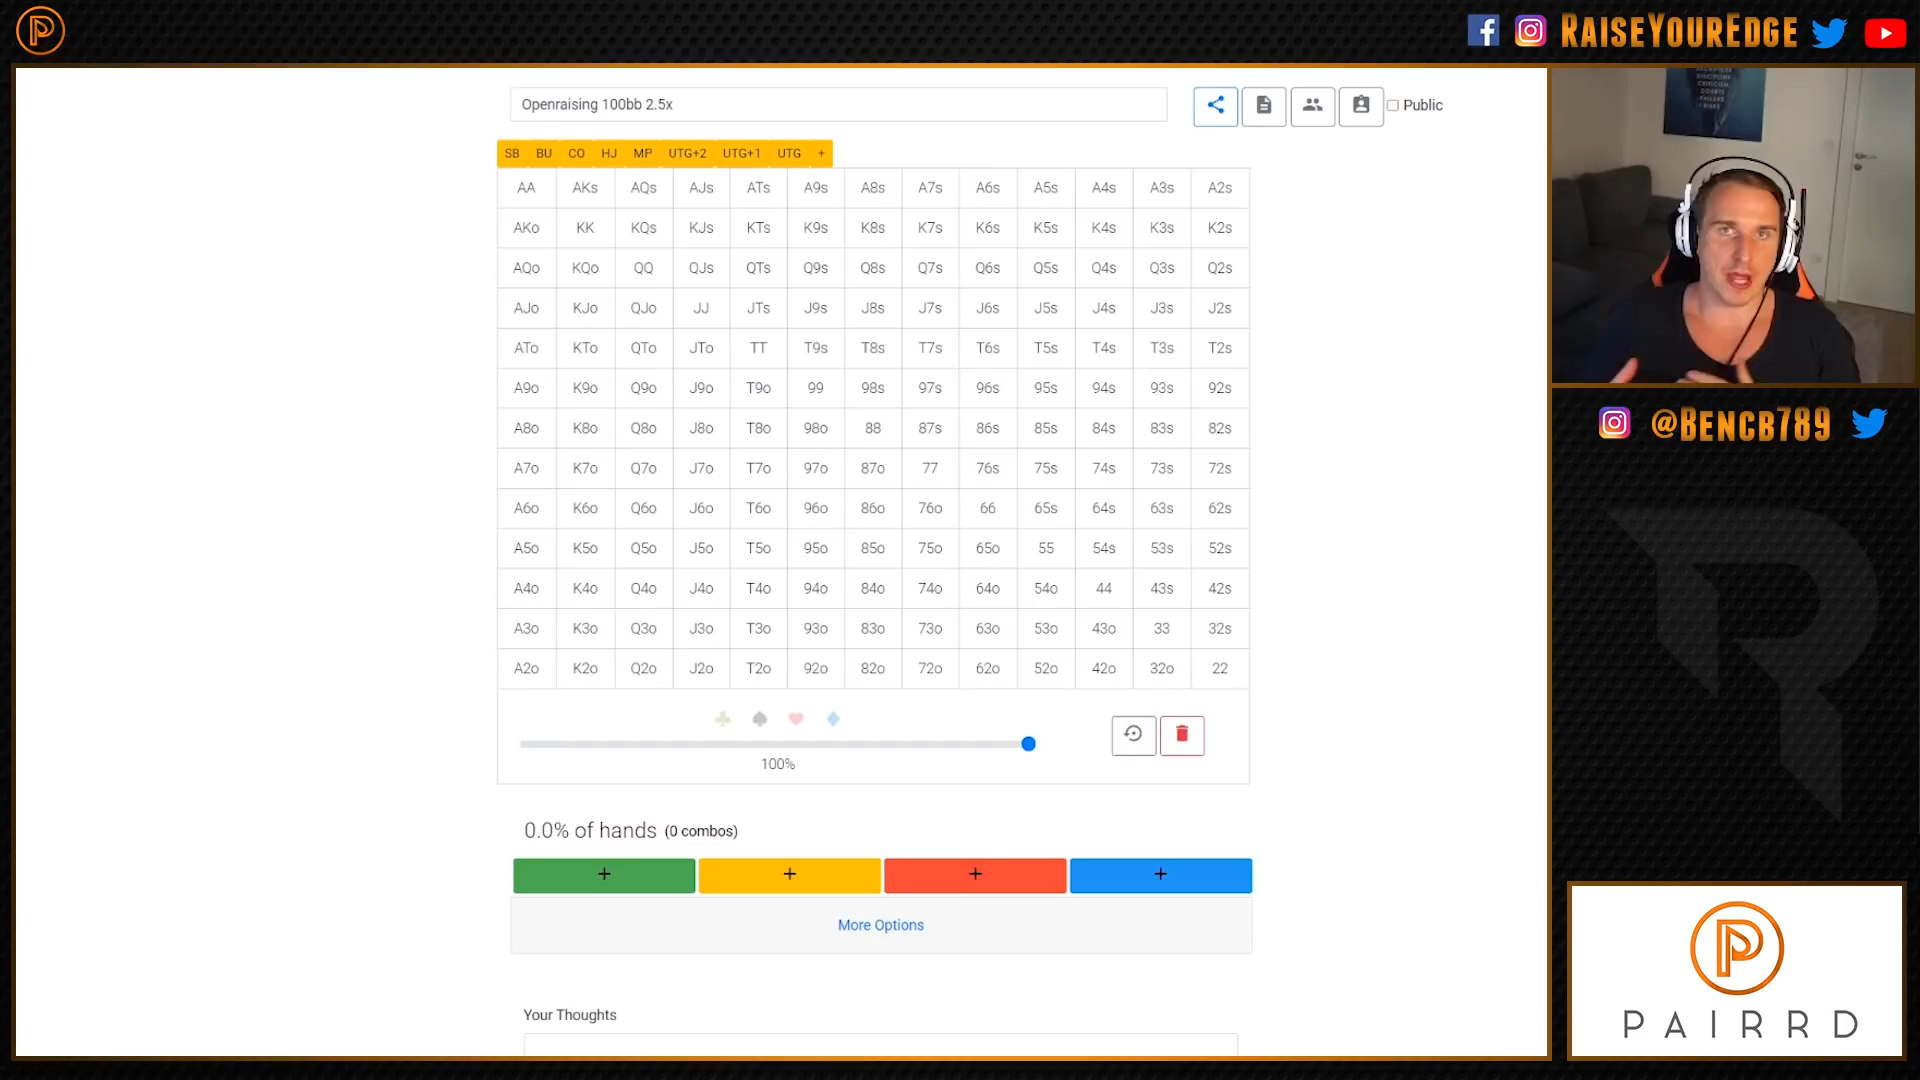 RAISEYOUREDGE
Openraising 100bb 2.5x
Public
SB BU CO HJ MP UTG+2 UTG+1 UTG +
AA AKs AQs AJs ATs A9s A8s A7s A6s A5s A4s A3s A2s
AKo KK KQs KJs KTs K9s K8s K7s K6s K5s K4s K3s K2s
AQo KQo QQ QJs QTs Q9s Q8s Q7s Q6s Q5s Q4s Q3s Q2s
AJo KJo QJo JJ JTs J9s J8s J7s J6s J5s J4s J3s J2s
ATo KTo QTo JTo TT T9s T8s T7s T6s T5s T4s T3s T2s
A9o K9o Q9o J9o T9o 99 98s 97s 96s 95s 94s 93s 92s
A8o K8o Q8o J8o T8o 98o 88 87s 86s 85s 84s 83s 82s
A7o K7o Q7o J7o T7o 97o 87o 77 76s 75s 74s 73s 72s
A6o K6o Q6o J6o T6o 96o 86o 76o 66 65s 64s 63s 62s
A5o K5o Q5o J5o T5o 95o 85o 75o 65o 55 54s 53s 52s
A4o K4o Q4o J4o T4o 94o 84o 74o 64o 54o 44 43s 42s
A3o K3o Q3o J3o T3o 93o 83o 73o 63o 53o 43o 33 32s
A2o K2o Q2o J2o T2o 92o 82o 72o 62o 52o 42o 32o 22
100%
0.0% of hands (0 combos)
+ + + +
More Options
Your Thoughts
DISCIPLINE
CRITICISM
DOUBTS
FAILURE
RISKS
@BENCB789
PAIRRD